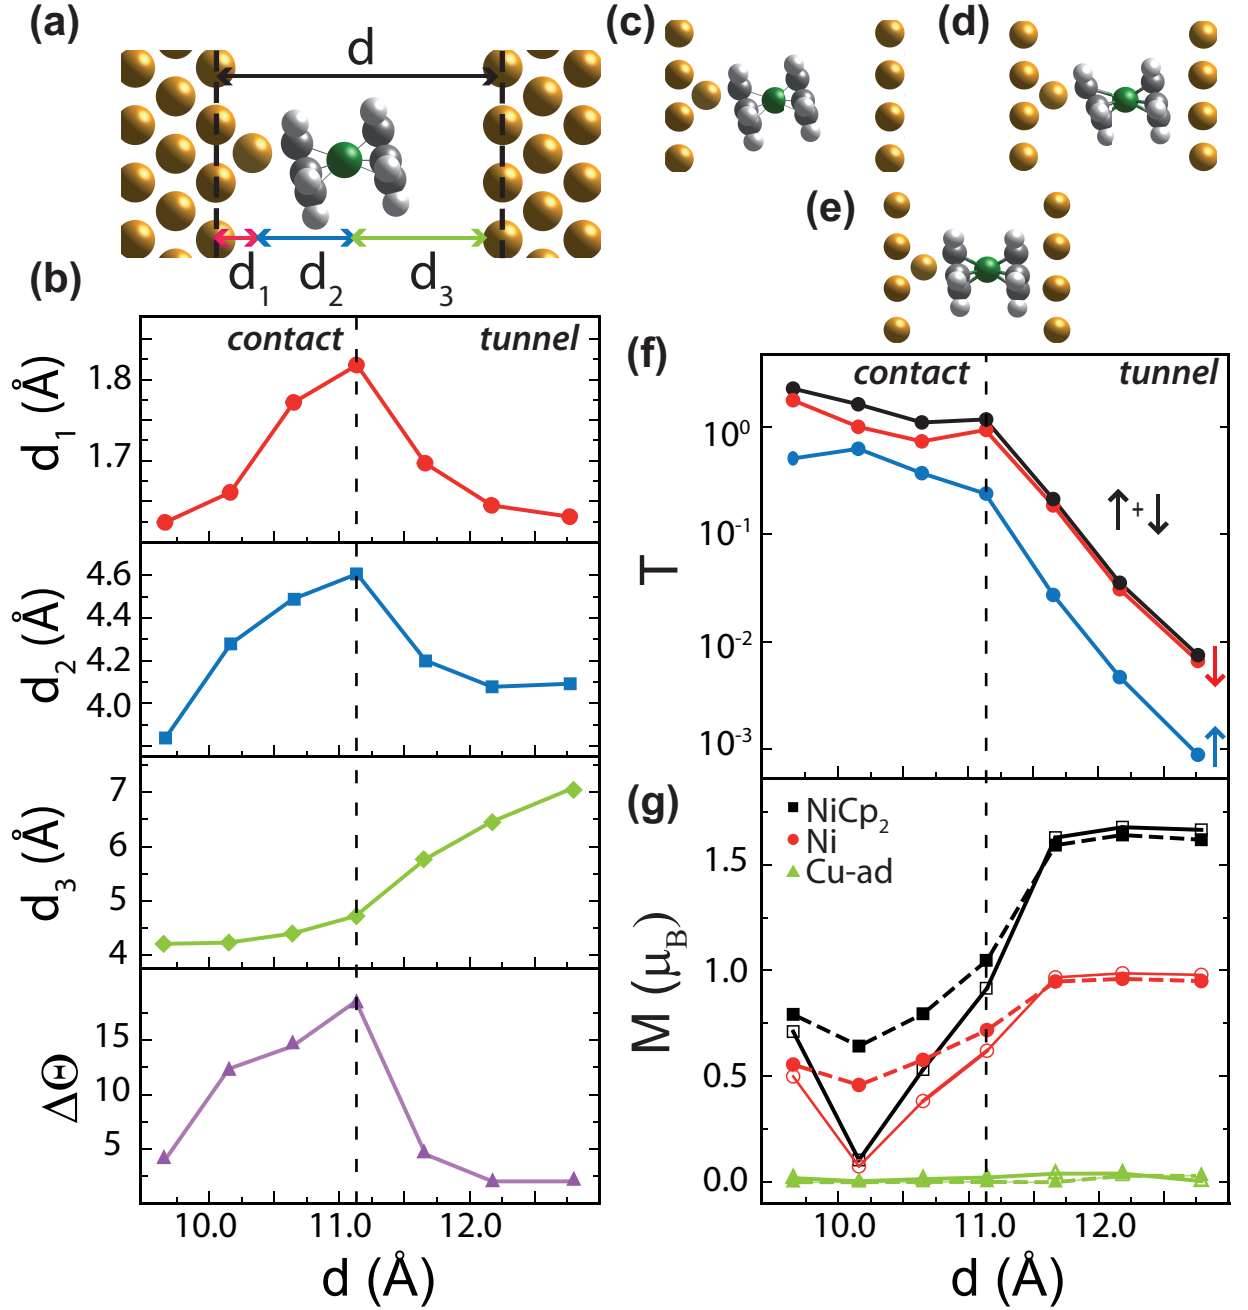 (a)
d
d1 d2 d3
(b)
contact tunnel
d1 (Å)
1.8
1.7
d2 (Å)
4.6
4.4
4.2
4.0
d3 (Å)
7
6
5
4
ΔΘ
15
10
5
10.0 11.0 12.0
d (Å)
(c)
(d)
(e)
(f)
contact tunnel
T
10^0
10^-1
10^-2
10^-3
↑+↓
↓
↑
(g)
NiCp2
Ni
Cu-ad
M (μB)
1.5
1.0
0.5
0.0
10.0 11.0 12.0
d (Å)